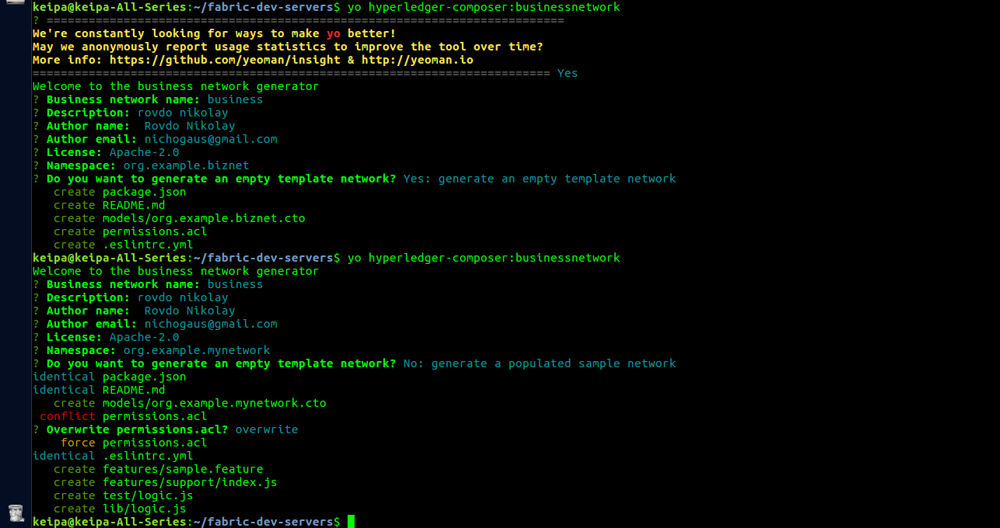 keipa@keipa-All-Series:~/fabric-dev-servers$ yo hyperledger-composer:businessnetwork
? ==========================================================================
We're constantly looking for ways to make yo better!
May we anonymously report usage statistics to improve the tool over time?
More info: https://github.com/yeoman/insight & http://yeoman.io
========================================================================== Yes
Welcome to the business network generator
? Business network name: business
? Description: rovdo nikolay
? Author name:  Rovdo Nikolay
? Author email: nichogaus@gmail.com
? License: Apache-2.0
? Namespace: org.example.biznet
? Do you want to generate an empty template network? Yes: generate an empty template network
   create package.json
   create README.md
   create models/org.example.biznet.cto
   create permissions.acl
   create .eslintrc.yml
keipa@keipa-All-Series:~/fabric-dev-servers$ yo hyperledger-composer:businessnetwork
Welcome to the business network generator
? Business network name: business
? Description: rovdo nikolay
? Author name:  Rovdo Nikolay
? Author email: nichogaus@gmail.com
? License: Apache-2.0
? Namespace: org.example.mynetwork
? Do you want to generate an empty template network? No: generate a populated sample network
identical package.json
identical README.md
   create models/org.example.mynetwork.cto
 conflict permissions.acl
? Overwrite permissions.acl? overwrite
    force permissions.acl
identical .eslintrc.yml
   create features/sample.feature
   create features/support/index.js
   create test/logic.js
   create lib/logic.js
keipa@keipa-All-Series:~/fabric-dev-servers$